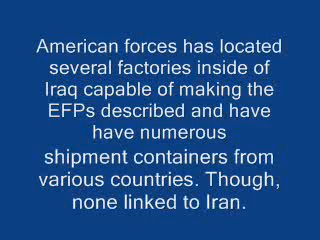 American forces has located
several factories inside of
Iraq capable of making the
EFPs described and have
have numerous
shipment containers from
various countries. Though,
none linked to Iran.